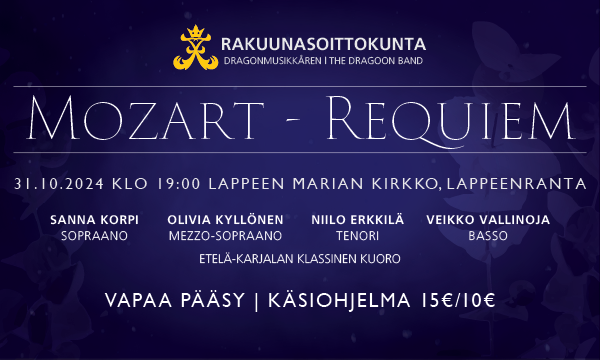 RAKUUNASOITTOKUNTA
DRAGONMUSIKKÅREN | THE DRAGOON BAND
MOZART - REQUIEM
31.10.2024 KLO 19:00 LAPPEEN MARIAN KIRKKO, LAPPEENRANTA
SANNA KORPI OLIVIA KYLLÖNEN NIILO ERKKILÄ VEIKKO VALLINOJA
SOPRAANO MEZZO-SOPRAANO TENORI BASSO
ETELÄ-KARJALAN KLASSINEN KUORO
VAPAA PÄÄSY | KÄSIOHJELMA 15€/10€